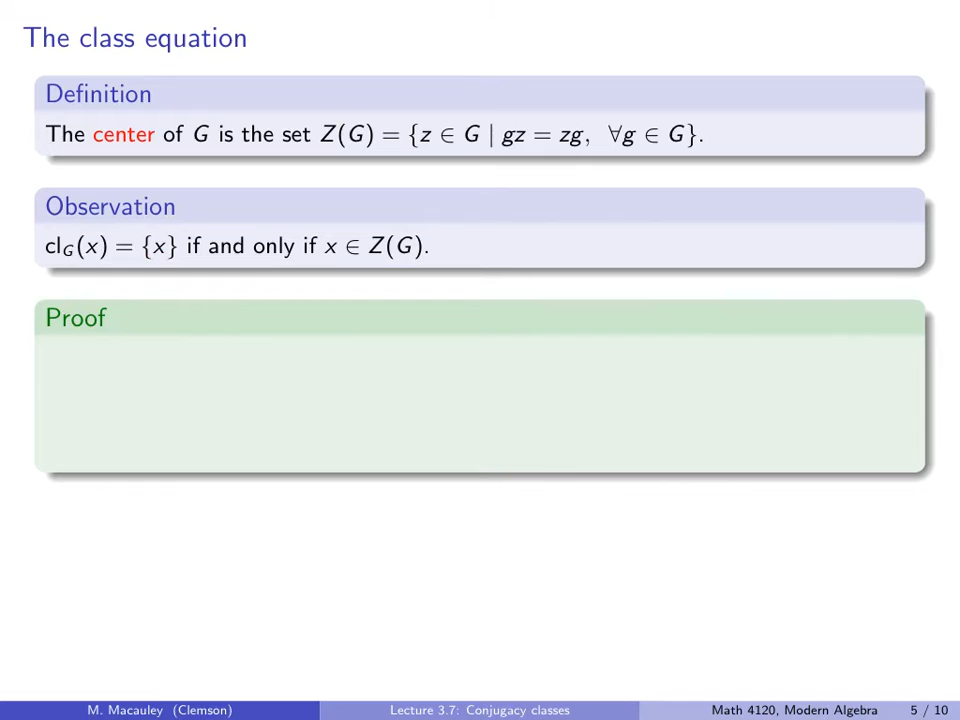 The class equation
Definition
The center of G is the set Z(G) = {z ∈ G | gz = zg, ∀g ∈ G}.
Observation
cl_G(x) = {x} if and only if x ∈ Z(G).
Proof
M. Macauley (Clemson) Lecture 3.7: Conjugacy classes Math 4120, Modern Algebra 5 / 10